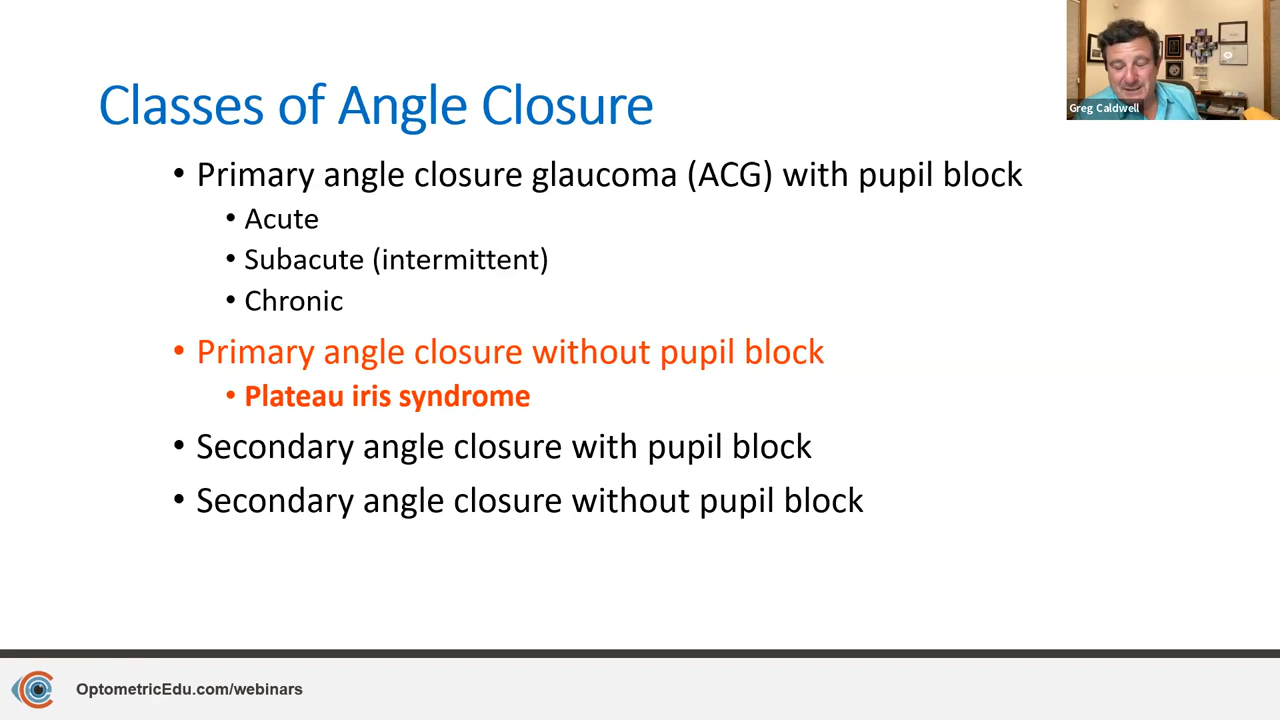 Greg Caldwell
Classes of Angle Closure
• Primary angle closure glaucoma (ACG) with pupil block
• Acute
• Subacute (intermittent)
• Chronic
• Primary angle closure without pupil block
• Plateau iris syndrome
• Secondary angle closure with pupil block
• Secondary angle closure without pupil block
OptometricEdu.com/webinars